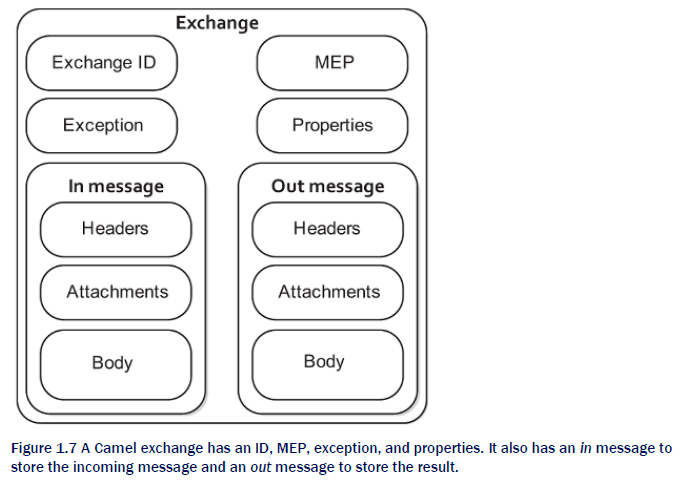 Exchange
Exchange ID
MEP
Exception
Properties
In message
Headers
Attachments
Body
Out message
Headers
Attachments
Body
Figure 1.7 A Camel exchange has an ID, MEP, exception, and properties. It also has an in message to
store the incoming message and an out message to store the result.